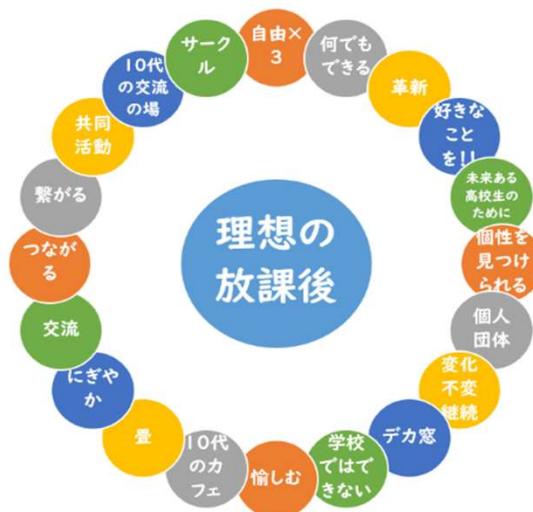 自由×
3
何でも
できる
革新
好きな
こと
を!!
未来ある
高校生の
ために
個性を
見つけ
られる
個人
団体
変化
不変
継続
デカ窓
学校
ではで
きない
愉しむ
10代
のカ
フェ
畳
にぎや
か
交流
つなが
る
繋がる
共同
活動
10代
の交流
の場
サーク
ル
理想の
放課後